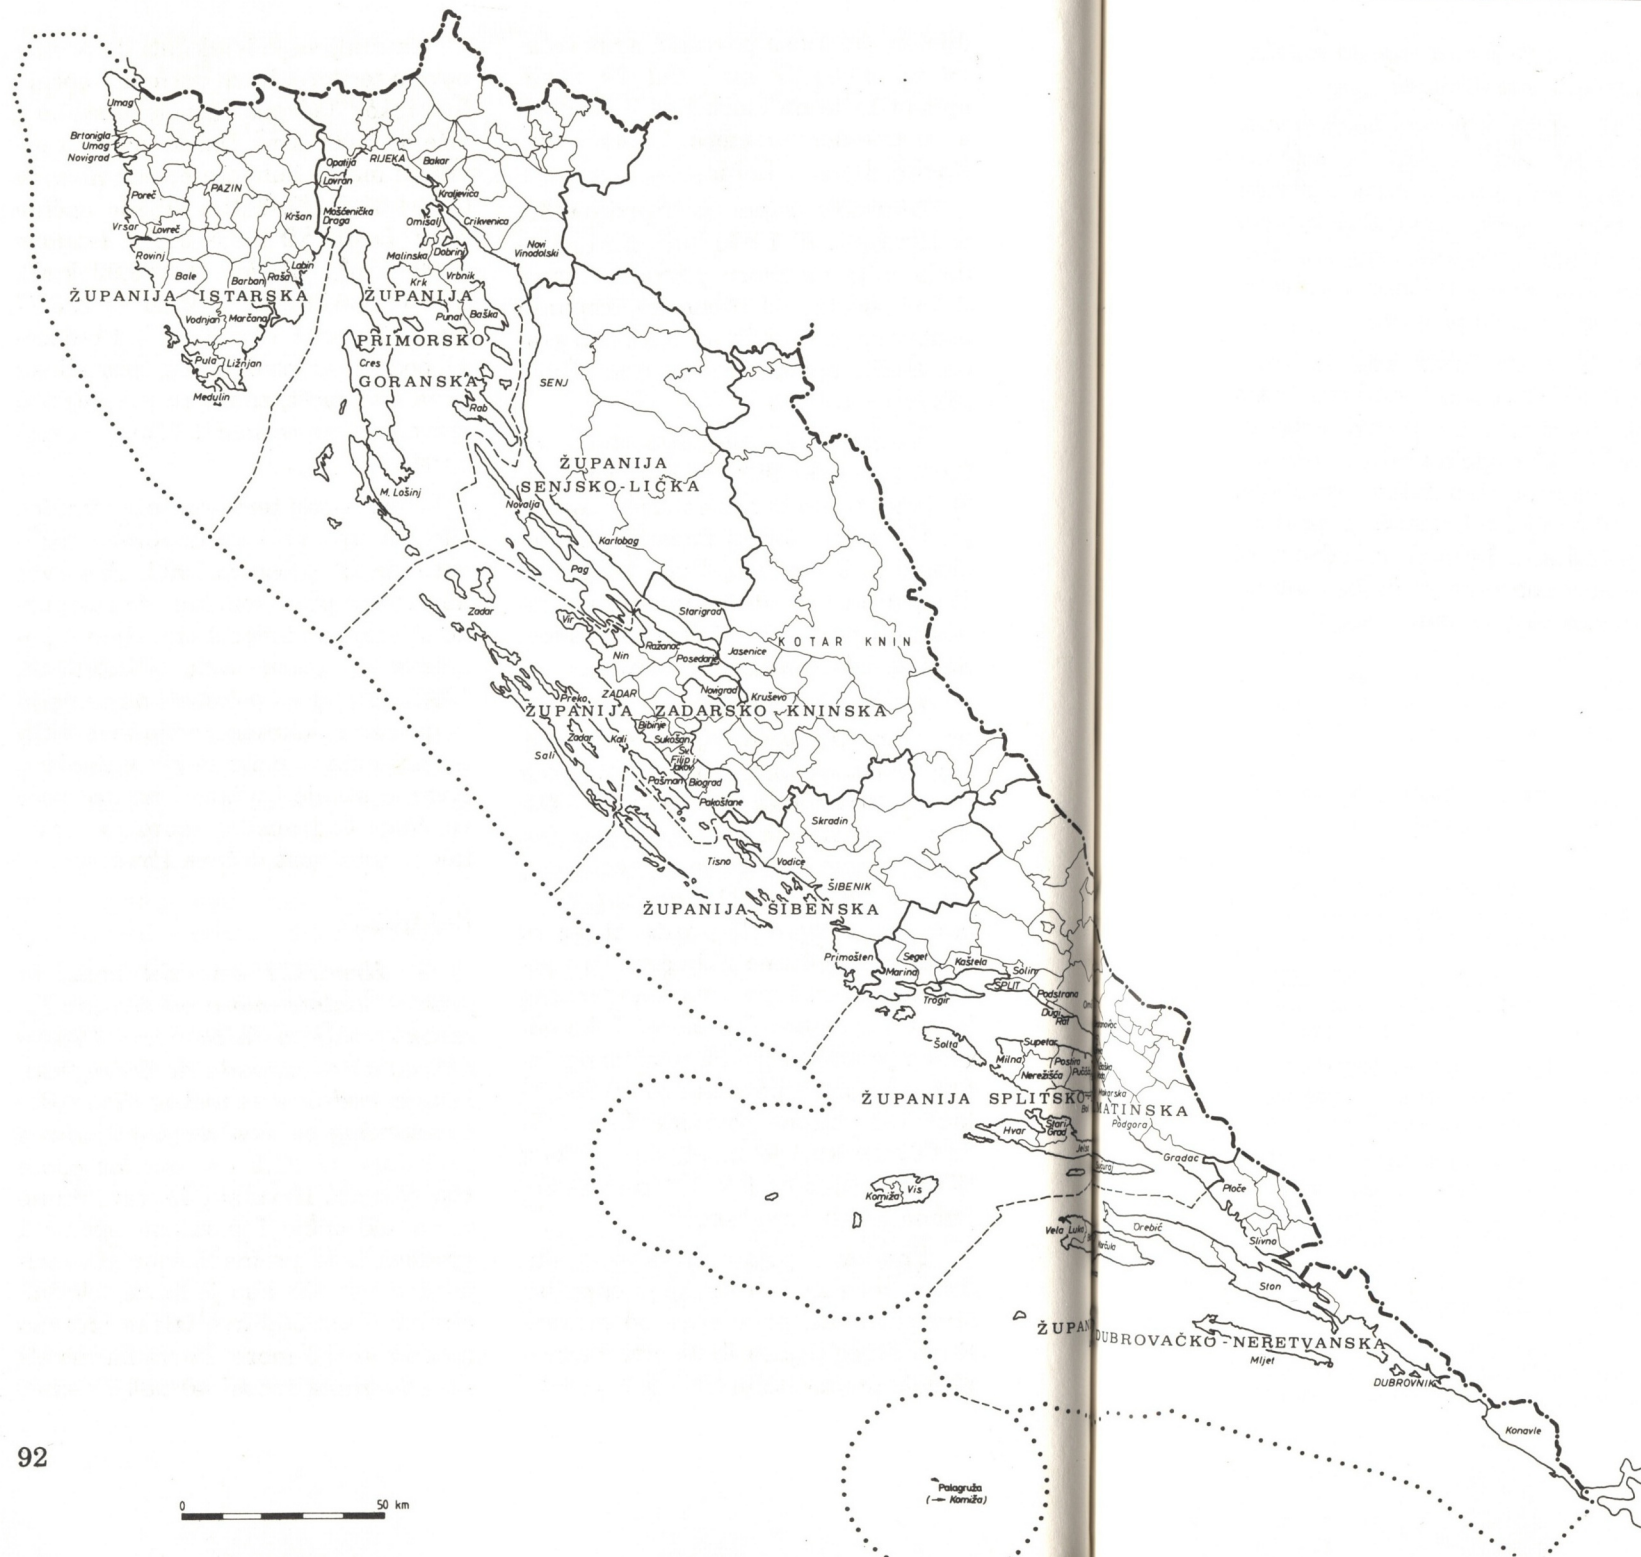 Umag
Brtonigla
Umag
Novigrad
Poreč
PAZIN
Vrsar
Lovreč
Kršan
Rovinj
Bale
Barban
Raša
Labin
ŽUPANIJA ISTARSKA
Vodnjan
Marčana
Pula
Ližnjan
Medulin
Opatija
RIJEKA
Bakar
Lovran
Kraljevica
Mošćenička
Draga
Omišalj
Crikvenica
Malinska
Dobrinj
Novi
Vinodolski
Krk
Vrbnik
ŽUPANIJA
Punat
Baška
PRIMORSKO
Cres
GORANSKA
Rab
M. Lošinj
SENJ
ŽUPANIJA
SENJSKO-LIČKA
Novalja
Karlobag
Pag
Zadar
Vir
Starigrad
KOTAR KNIN
Ražanac
Nin
Posedarje
Jasenice
Preko
ZADAR
Novigrad
Kruševo
ŽUPANIJA ZADARSKO-KNINSKA
Bibinje
Zadar
Kali
Sukošan
Sv.
Filip
Jakov
Sali
Pašman
Biograd
Pakoštane
Skradin
Tisno
Vodice
ŠIBENIK
ŽUPANIJA ŠIBENSKA
Primošten
Seget
Marina
Kaštela
Solin
SPLIT
Trogir
Podstrana
Dugi
Rat
Šolta
Supetar
Milna
Postira
Nerežišća
ŽUPANIJA SPLITSKO-
MATINSKA
Podgora
Hvar
Stari
Grad
Gradac
Komiža
Vis
Ploče
Vela Luka
Orebić
Slivno
Ston
ŽUPAN
DUBROVAČKO-NERETVANSKA
Mljet
DUBROVNIK
Konavle
Palagruža
(→ Komiža)
92
0 50 km